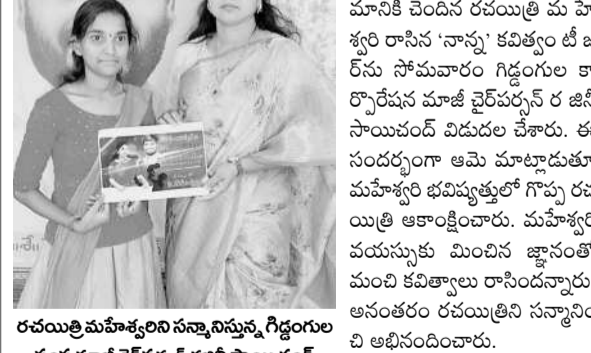 మానికి చెందిన రచయిత్రి మ హే
శ్వరి రాసిన ‘నాన్న’ కవిత్వం టీ జ
ర్‌ను సోమవారం గిడ్డంగుల కా
ర్పొరేషన మాజీ చైర్‌పర్సన్ ర జినీ
సాయిచంద్ విడుదల చేశారు. ఈ
సందర్భంగా ఆమె మాట్లాడుతూ
మహేశ్వరి భవిష్యత్తులో గొప్ప రచ
యిత్రి ఆకాంక్షించారు. మహేశ్వరి
వయస్సుకు మించిన జ్ఞానంతో
మంచి కవిత్వాలు రాసిందన్నారు
అనంతరం రచయిత్రిని సన్మానిం
చి అభినందించారు.
రచయిత్రి మహేశ్వరిని సన్మానిస్తున్న గిడ్డంగుల